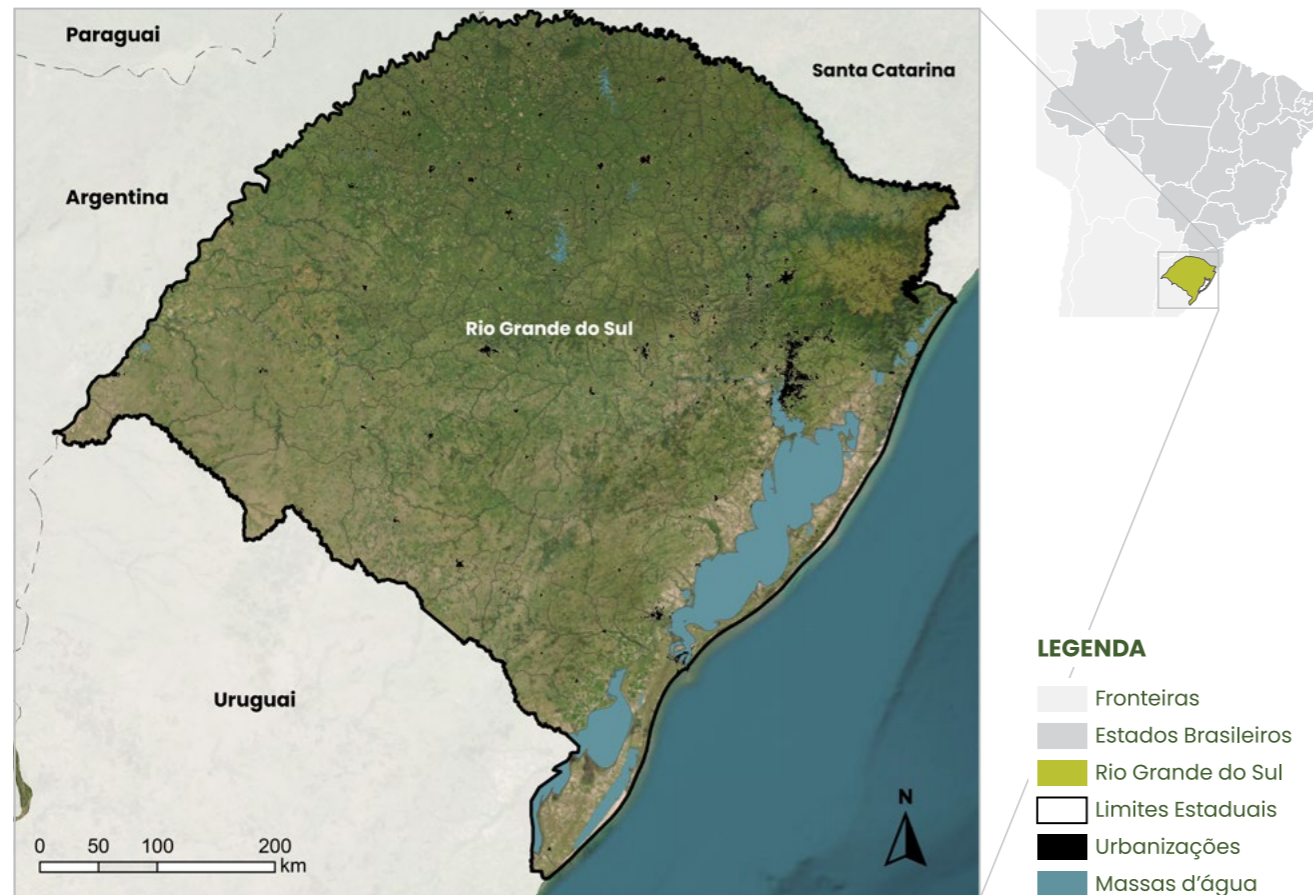 Paraguai
Santa Catarina
Argentina
Rio Grande do Sul
Uruguai
N
0 50 100 200
km
LEGENDA
Fronteiras
Estados Brasileiros
Rio Grande do Sul
Limites Estaduais
Urbanizações
Massas d’água